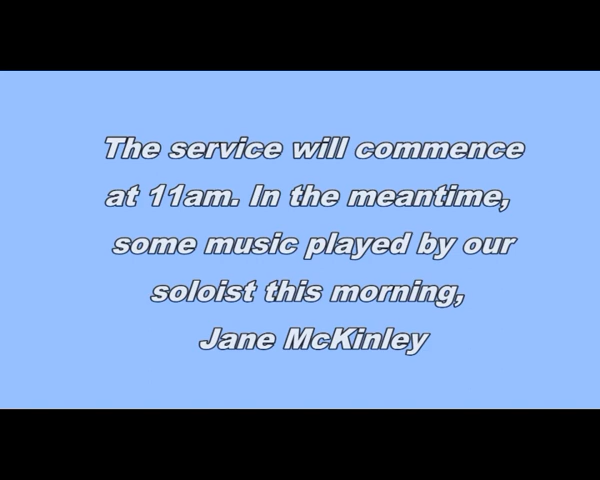 The service will commence
at 11am. In the meantime,
some music played by our
soloist this morning,
Jane McKinley